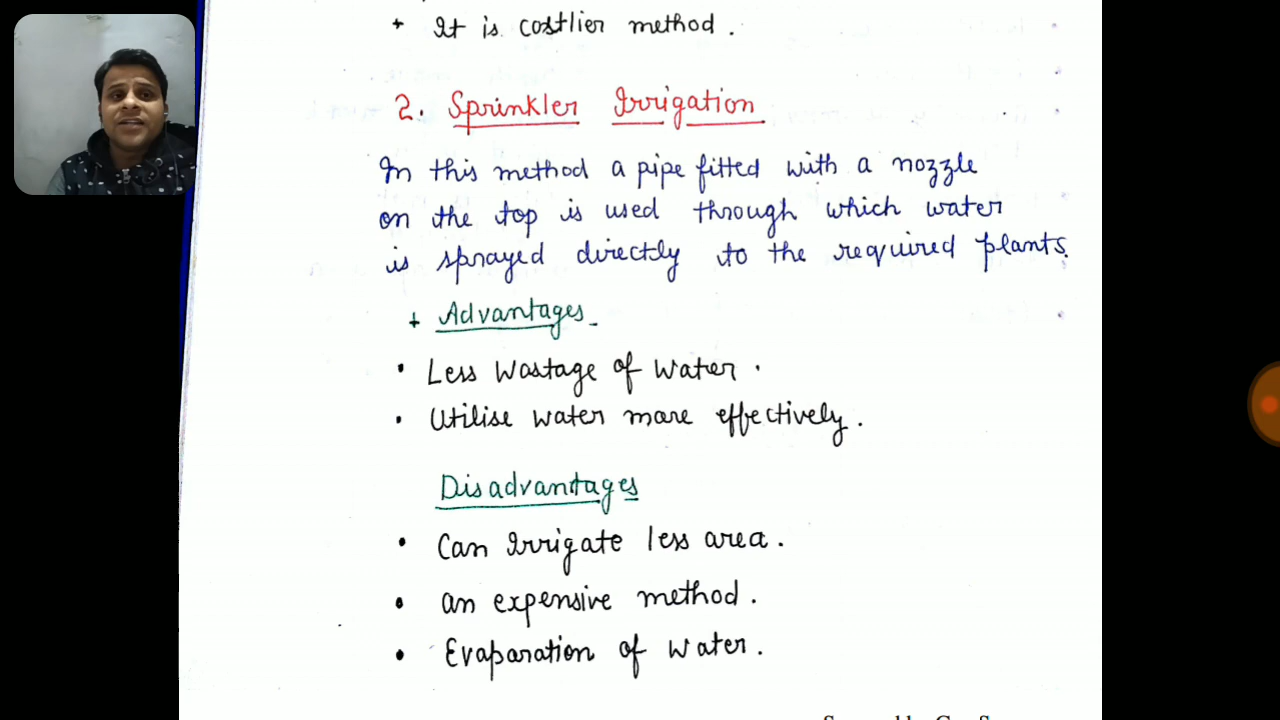 + It is costlier method.
2. Sprinkler Irrigation
In this method a pipe fitted with a nozzle
on the top is used through which water
is sprayed directly to the required plants.
+ Advantages
• Less Wastage of Water.
• Utilise water more effectively.
Disadvantages
• Can Irrigate less area.
• an expensive method.
• Evaparation of Water.